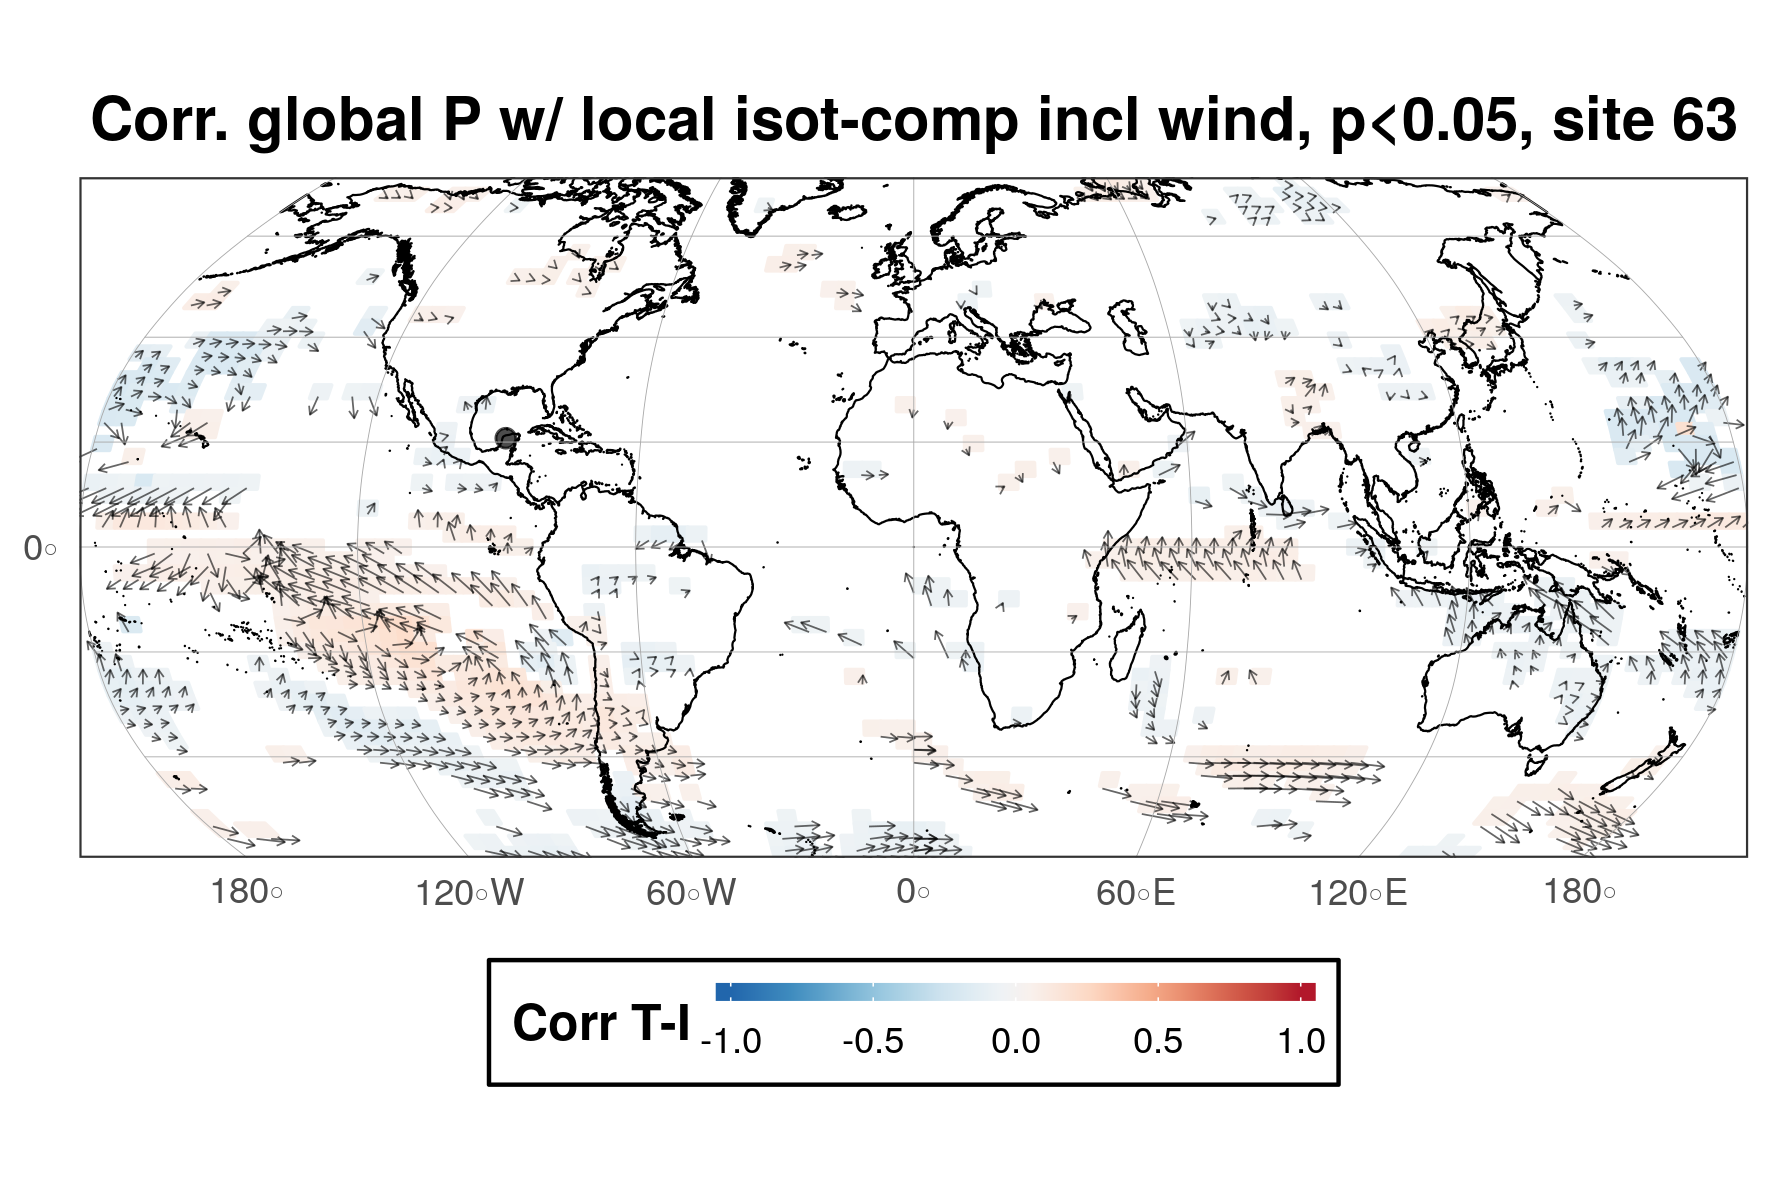 Corr. global P w/ local isot-comp incl wind, p<0.05, site 63
0○
180○ 120○W 60○W 0○ 60○E 120○E 180○
Corr T-I
-1.0 -0.5 0.0 0.5 1.0